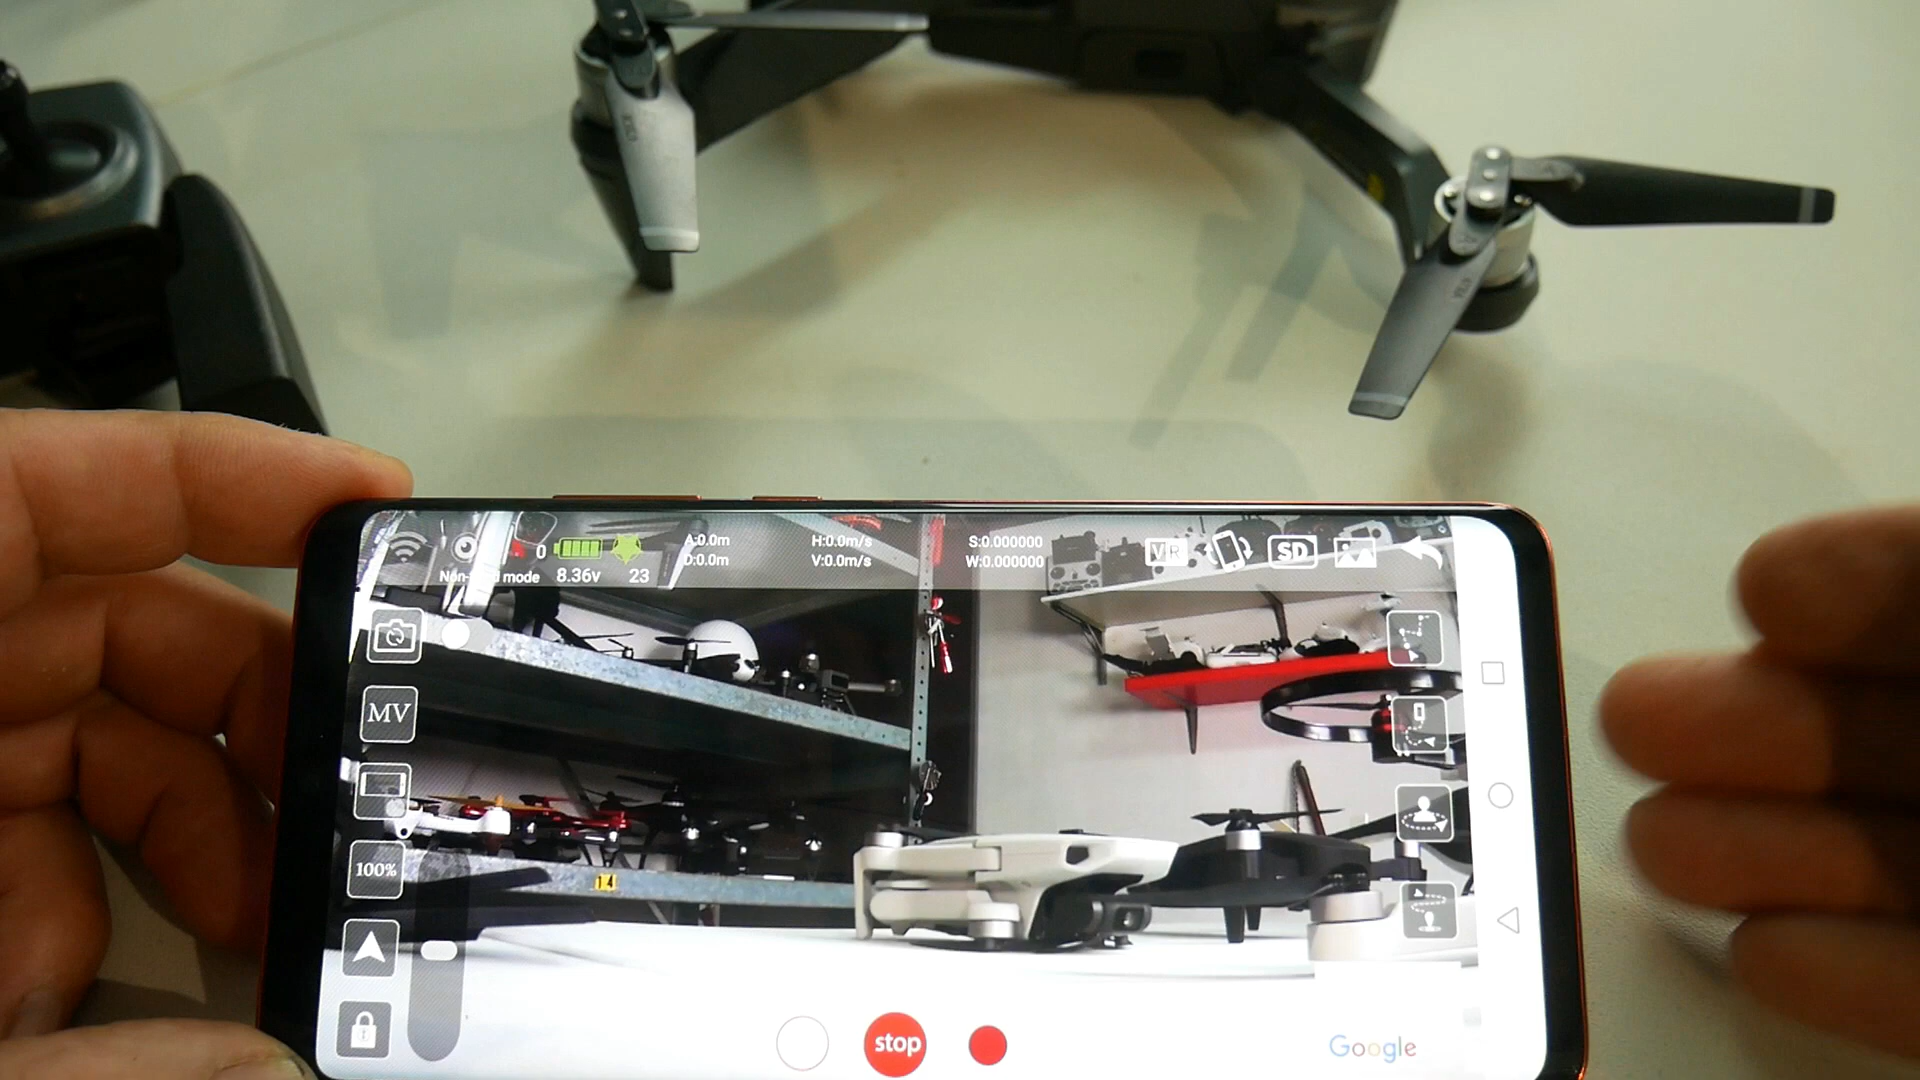 0
A:0.0m
H:0.0m/s
S:0.000000
VR
SD
D:0.0m
V:0.0m/s
W:0.000000
mode
8.36v
23
MV
100%
14
stop
Google